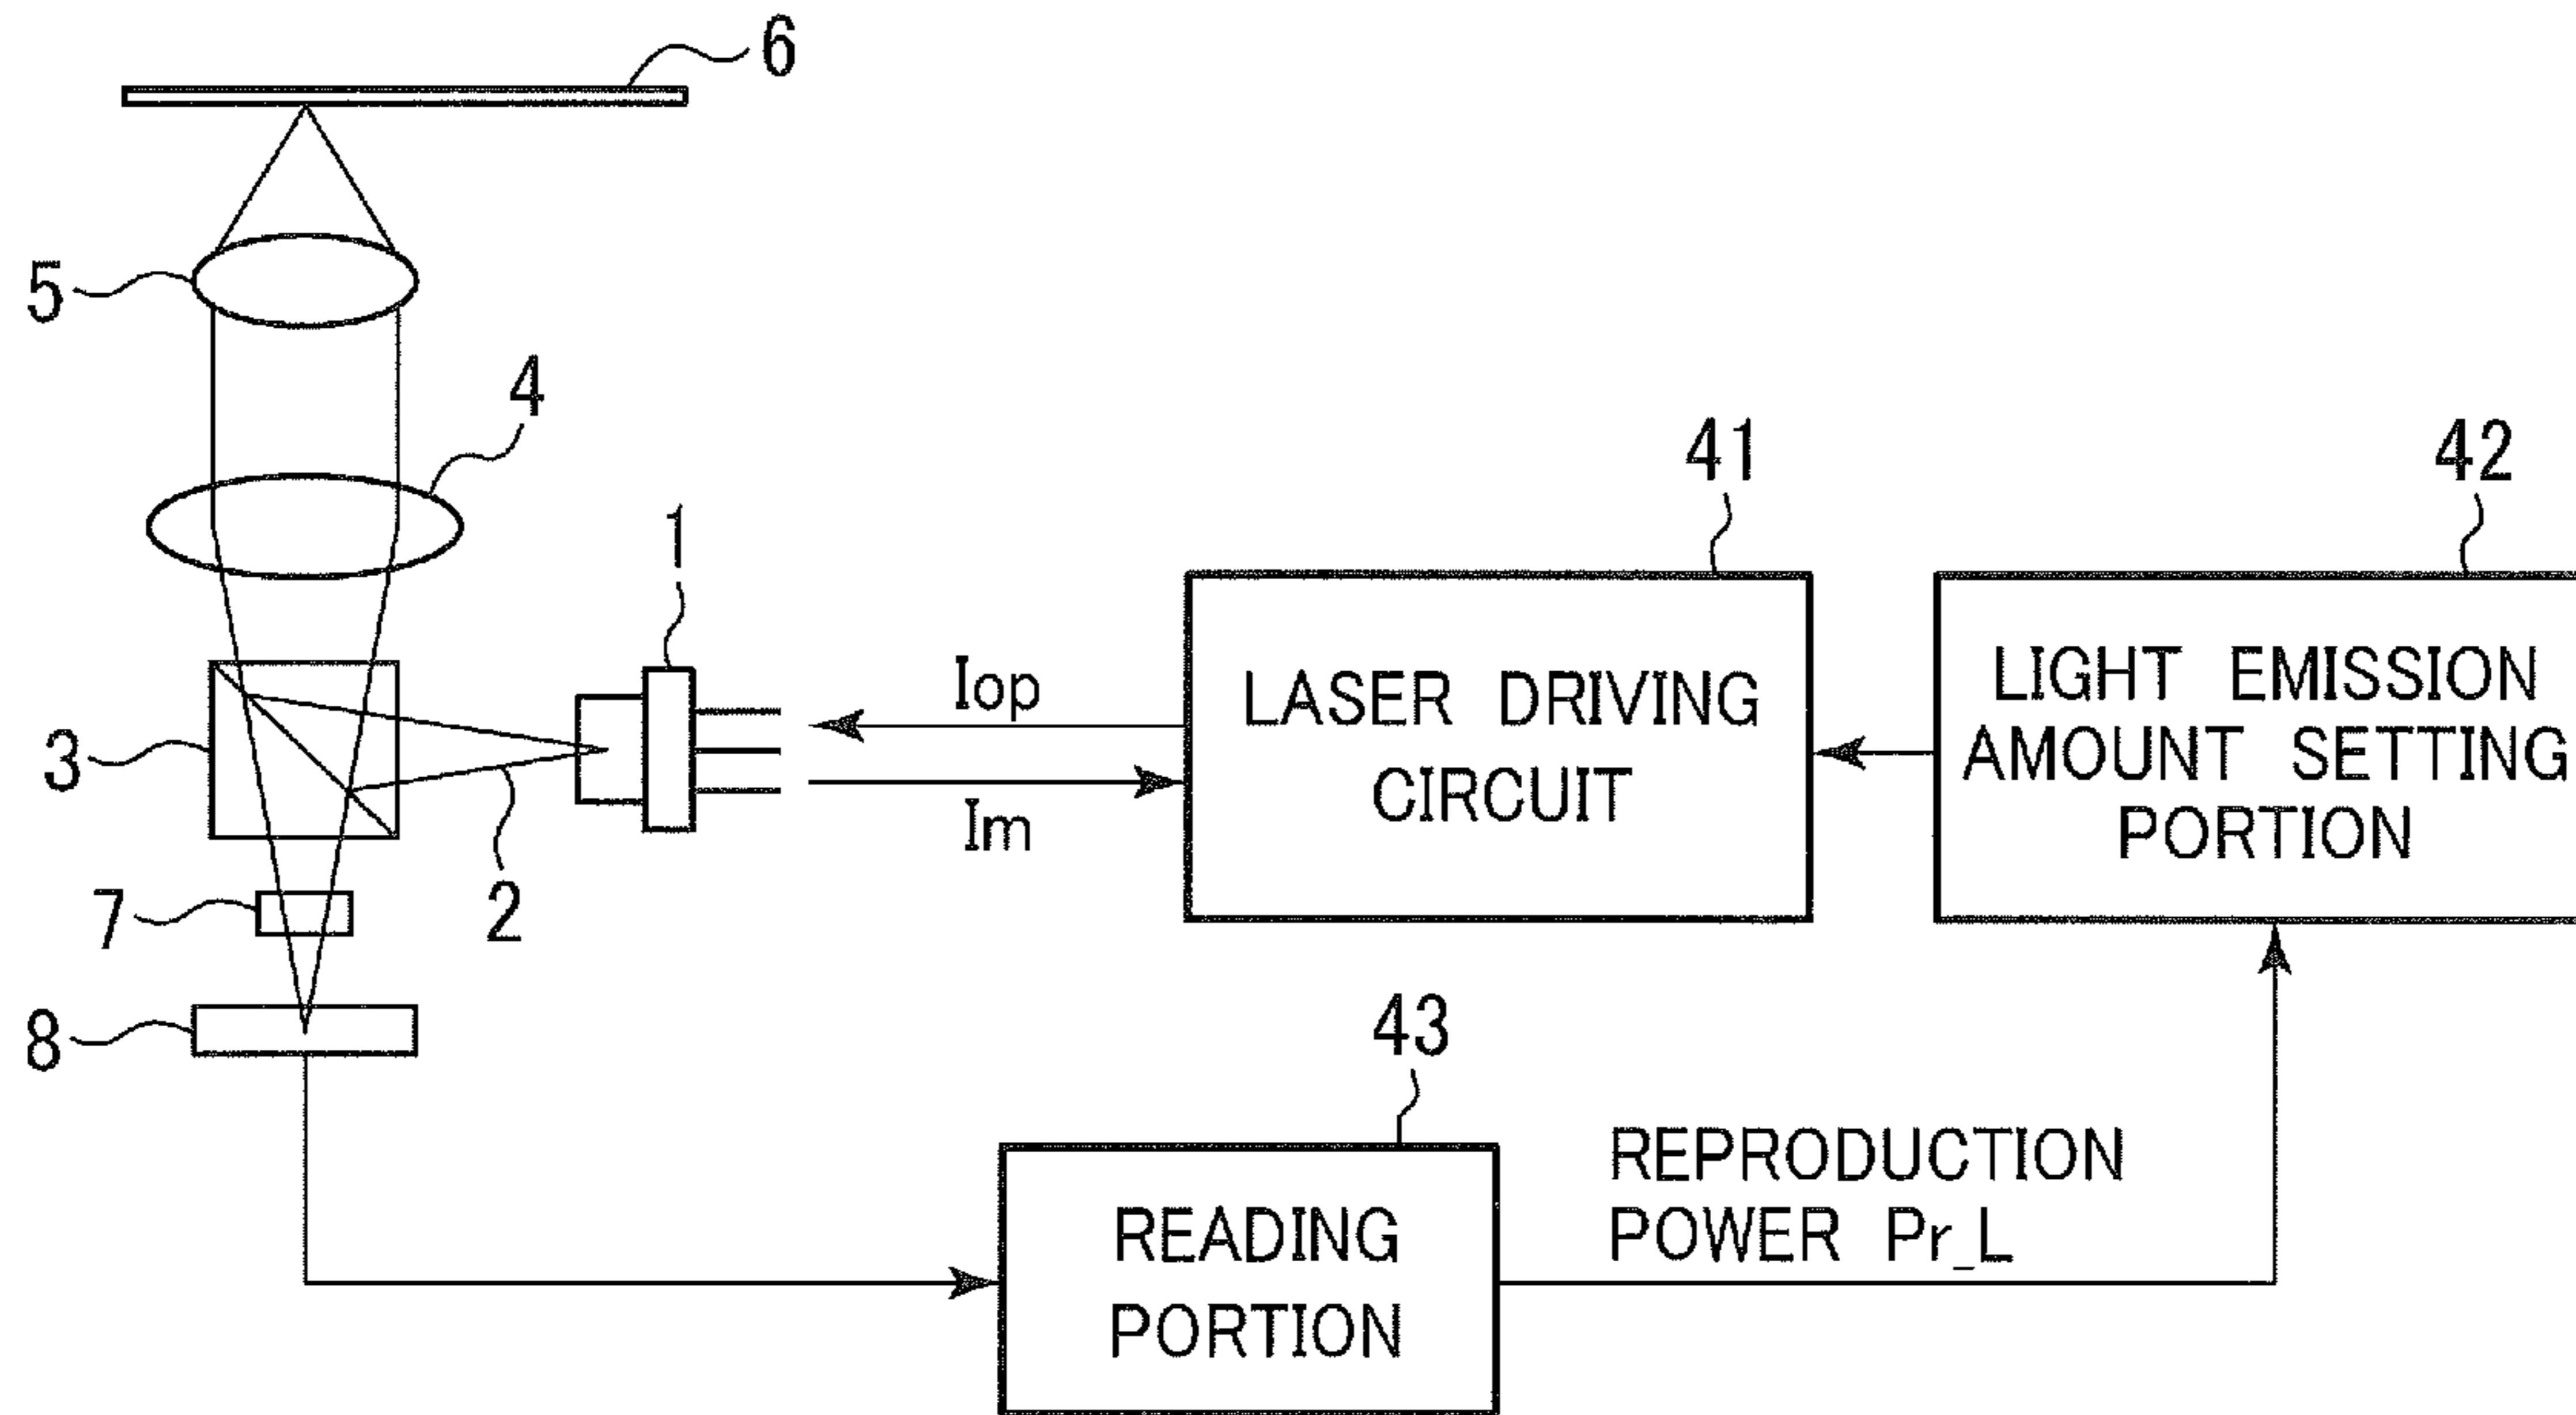 6
5
4
1
41
42
3
Iop
Im
LASER DRIVING
CIRCUIT
LIGHT EMISSION
AMOUNT SETTING
PORTION
2
7
8
43
READING
PORTION
REPRODUCTION
POWER Pr_L